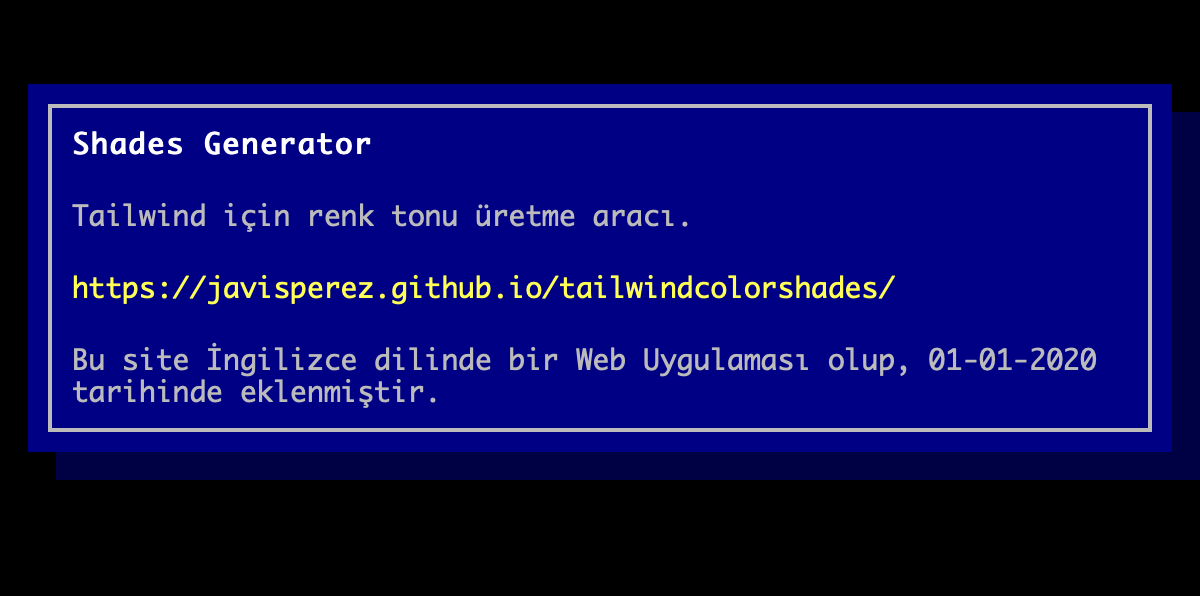 Shades Generator
Tailwind için renk tonu üretme aracı.
https://javisperez.github.io/tailwindcolorshades/
Bu site İngilizce dilinde bir Web Uygulaması olup, 01-01-2020
tarihinde eklenmiştir.